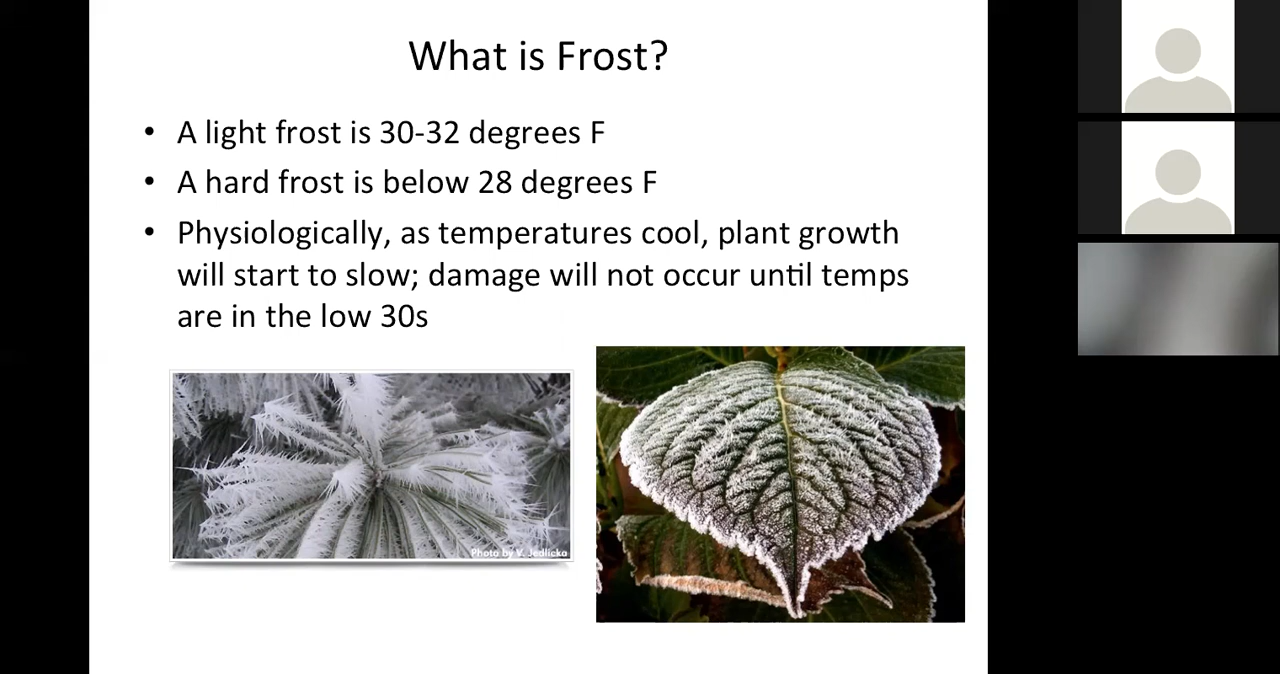 What is Frost?
• A light frost is 30-32 degrees F
• A hard frost is below 28 degrees F
• Physiologically, as temperatures cool, plant growth
will start to slow; damage will not occur until temps
are in the low 30s
Photo by V. Jedlicka